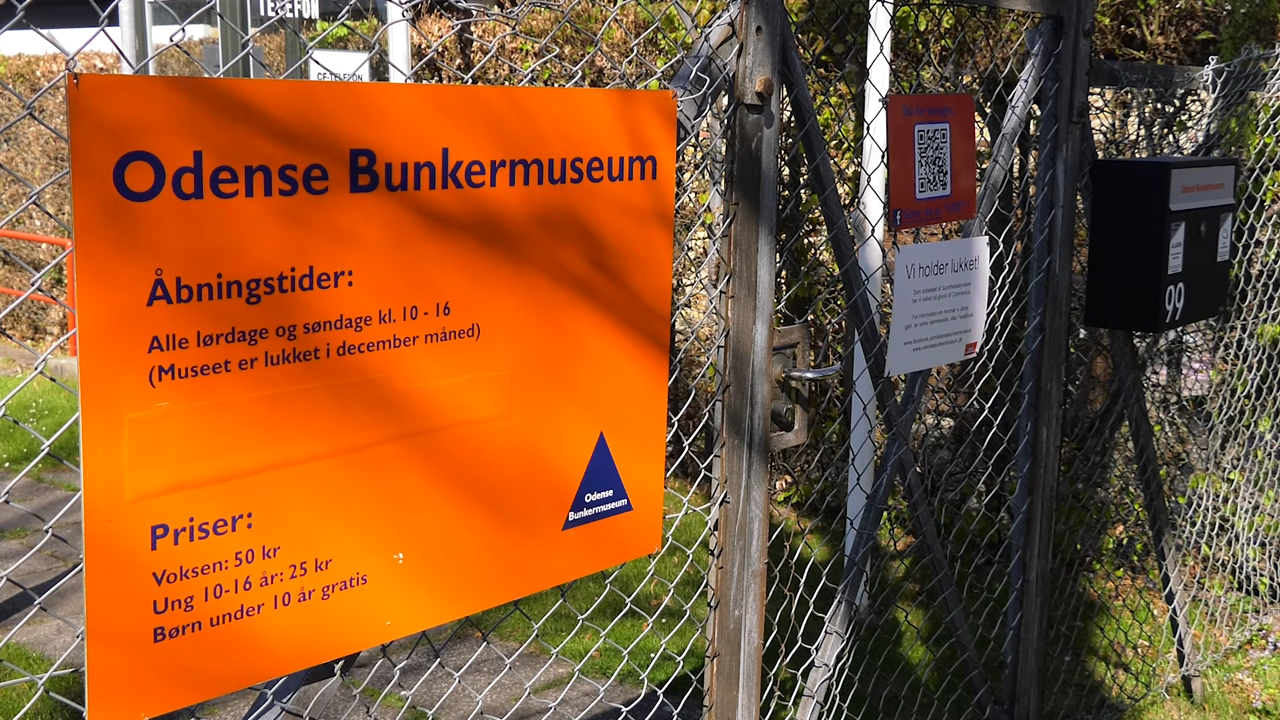 TELEFON
CF-TELEFON
Odense Bunkermuseum
Åbningstider:
Alle lørdage og søndage kl. 10 - 16
(Museet er lukket i december måned)
Priser:
Voksen: 50 kr
Ung 10-16 år: 25 kr
Børn under 10 år gratis
Odense
Bunkermuseum
Vi holder lukket!
Odense Bunkermuseum
99